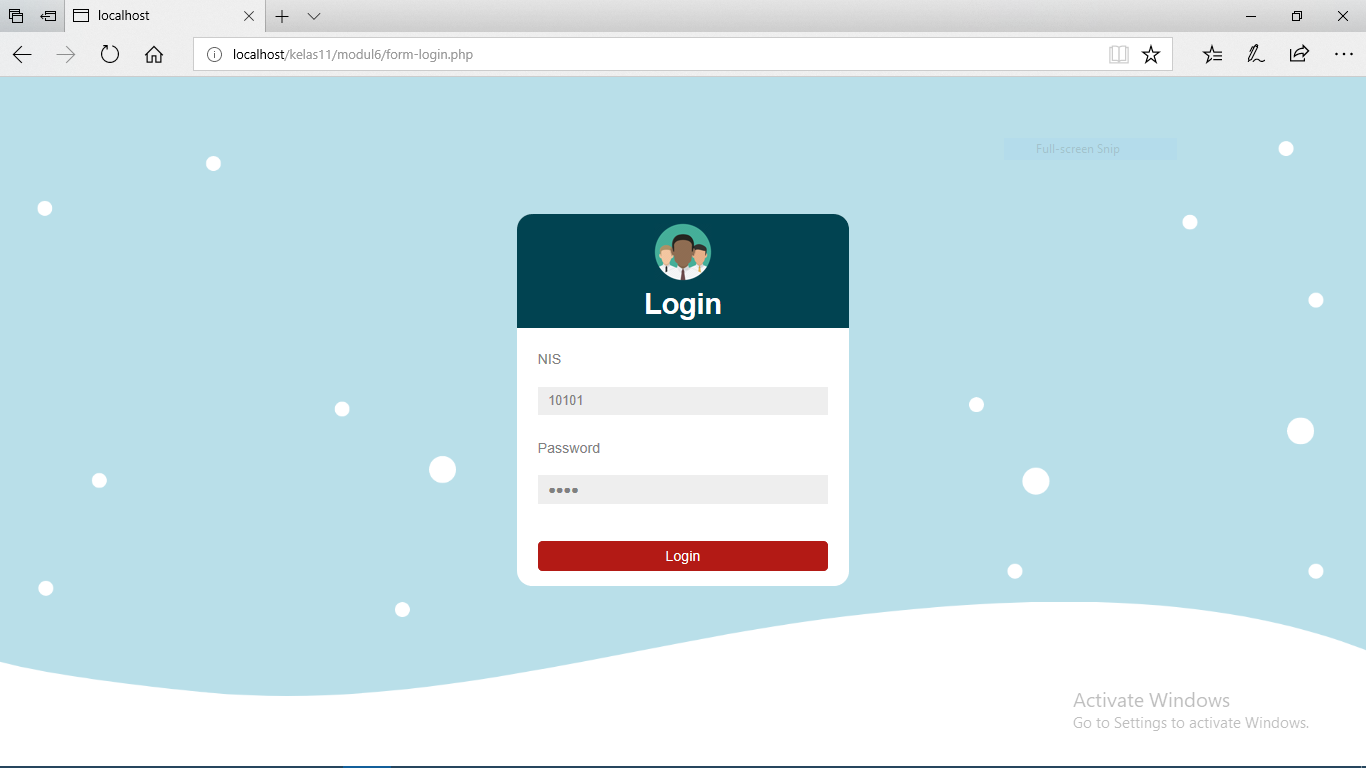 localhost
localhost/kelas11/modul6/form-login.php
Full-screen Snip
Login
NIS
10101
Password
••••
Login
Activate Windows
Go to Settings to activate Windows.